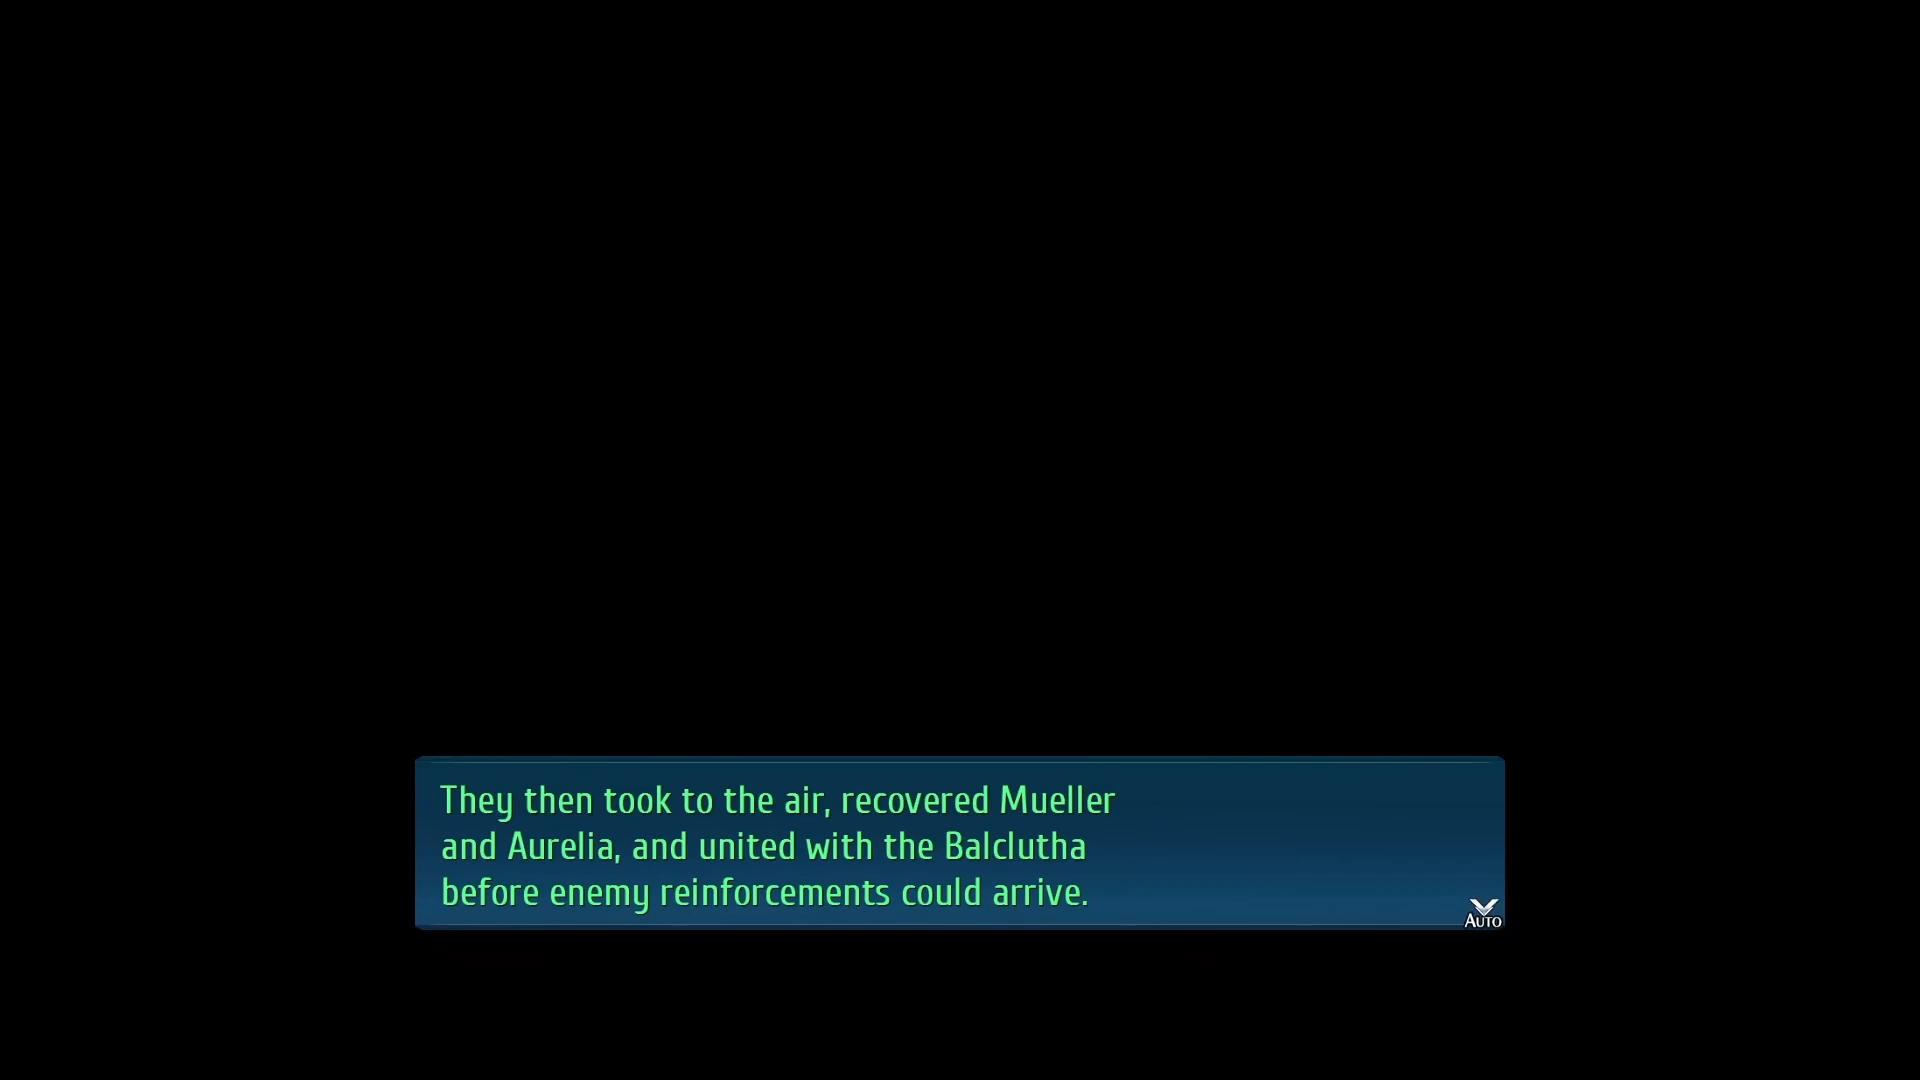 They then took to the air, recovered Mueller
and Aurelia, and united with the Balclutha
before enemy reinforcements could arrive.
AUTO